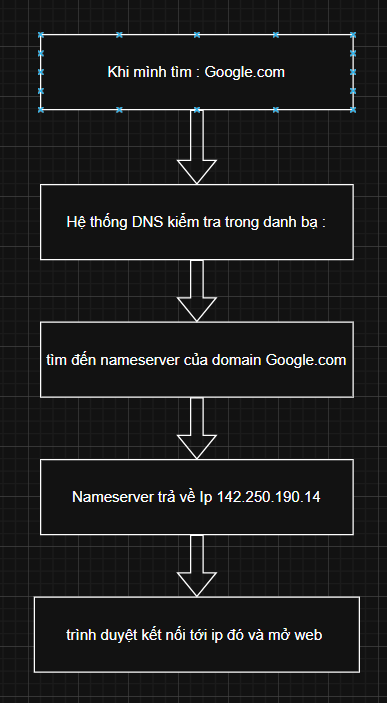 Khi mình tìm : Google.com
Hệ thống DNS kiểm tra trong danh bạ :
tìm đến nameserver của domain Google.com
Nameserver trả về Ip 142.250.190.14
trình duyệt kết nối tới ip đó và mở web